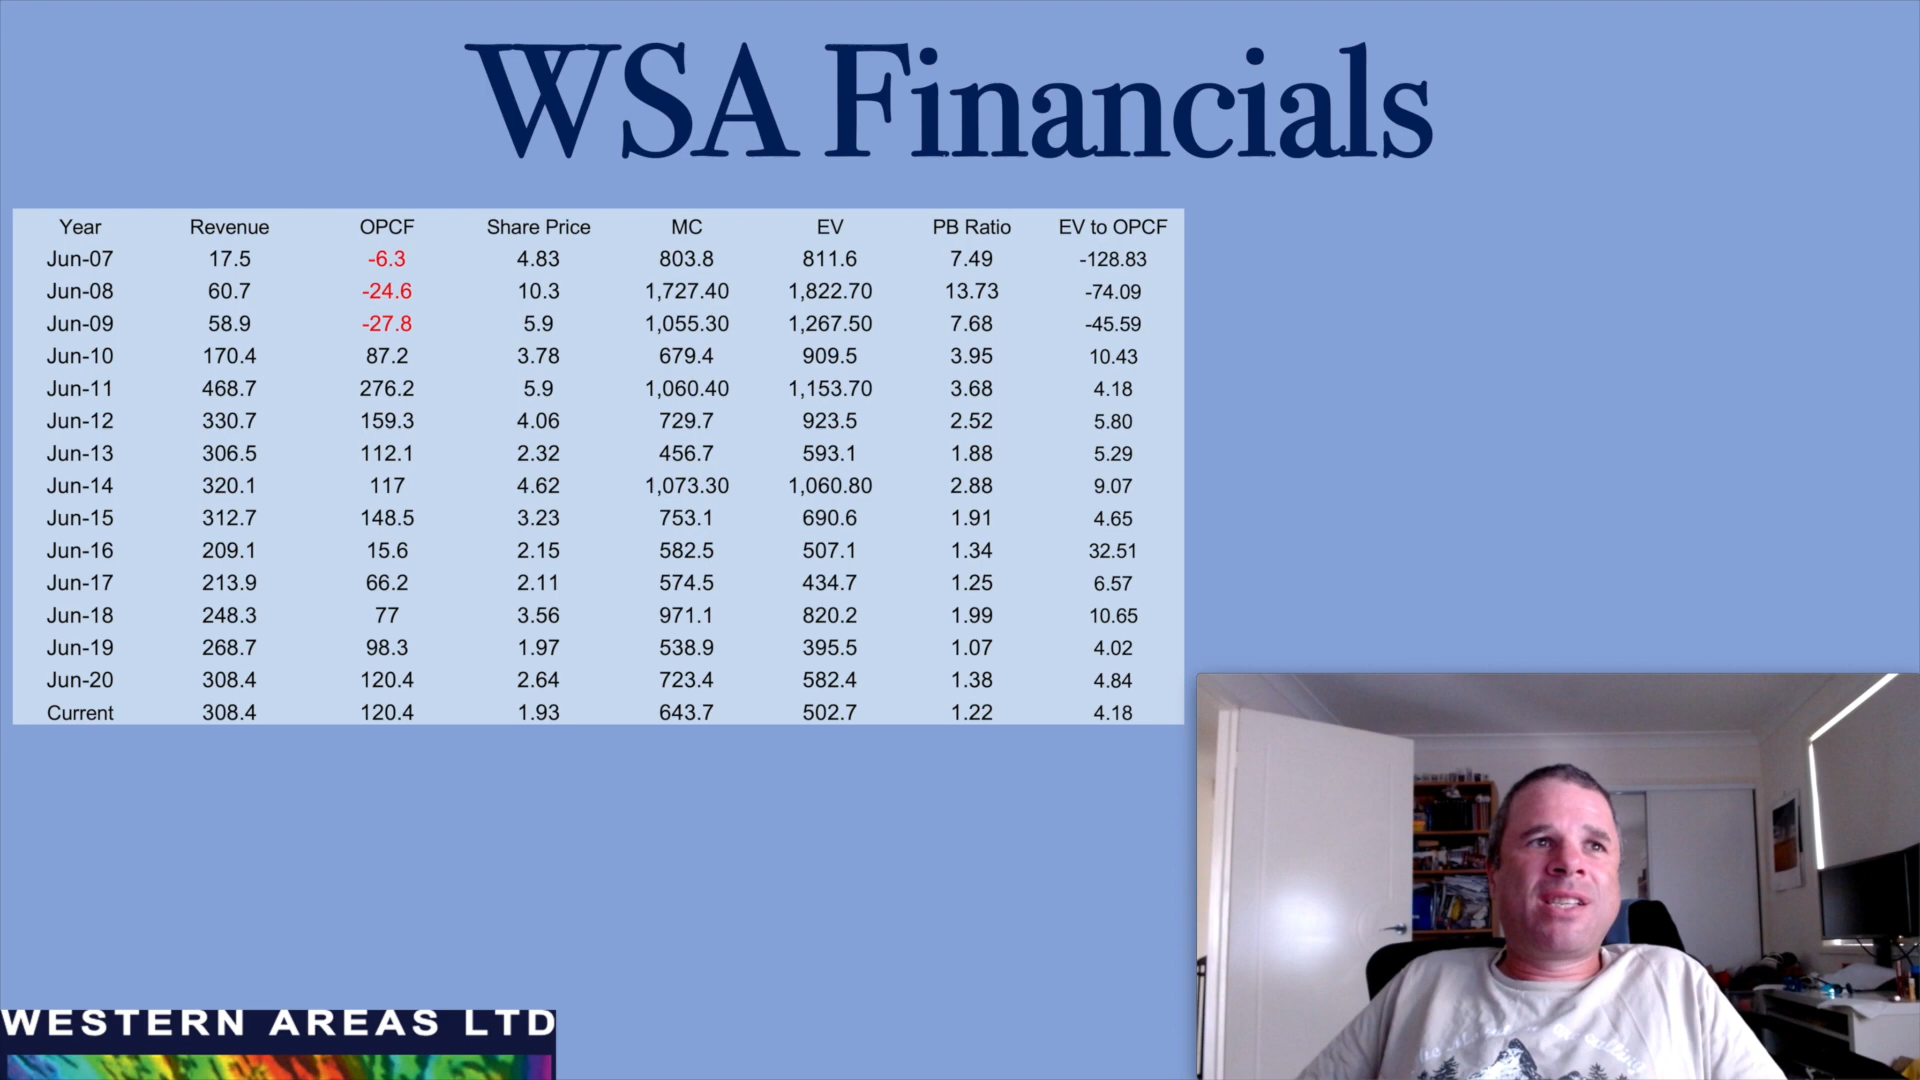 WSA Financials
Year Revenue OPCF Share Price MC EV PB Ratio EV to OPCF
Jun-07 17.5 -6.3 4.83 803.8 811.6 7.49 -128.83
Jun-08 60.7 -24.6 10.3 1,727.40 1,822.70 13.73 -74.09
Jun-09 58.9 -27.8 5.9 1,055.30 1,267.50 7.68 -45.59
Jun-10 170.4 87.2 3.78 679.4 909.5 3.95 10.43
Jun-11 468.7 276.2 5.9 1,060.40 1,153.70 3.68 4.18
Jun-12 330.7 159.3 4.06 729.7 923.5 2.52 5.80
Jun-13 306.5 112.1 2.32 456.7 593.1 1.88 5.29
Jun-14 320.1 117 4.62 1,073.30 1,060.80 2.88 9.07
Jun-15 312.7 148.5 3.23 753.1 690.6 1.91 4.65
Jun-16 209.1 15.6 2.15 582.5 507.1 1.34 32.51
Jun-17 213.9 66.2 2.11 574.5 434.7 1.25 6.57
Jun-18 248.3 77 3.56 971.1 820.2 1.99 10.65
Jun-19 268.7 98.3 1.97 538.9 395.5 1.07 4.02
Jun-20 308.4 120.4 2.64 723.4 582.4 1.38 4.84
Current 308.4 120.4 1.93 643.7 502.7 1.22 4.18
WESTERN AREAS LTD